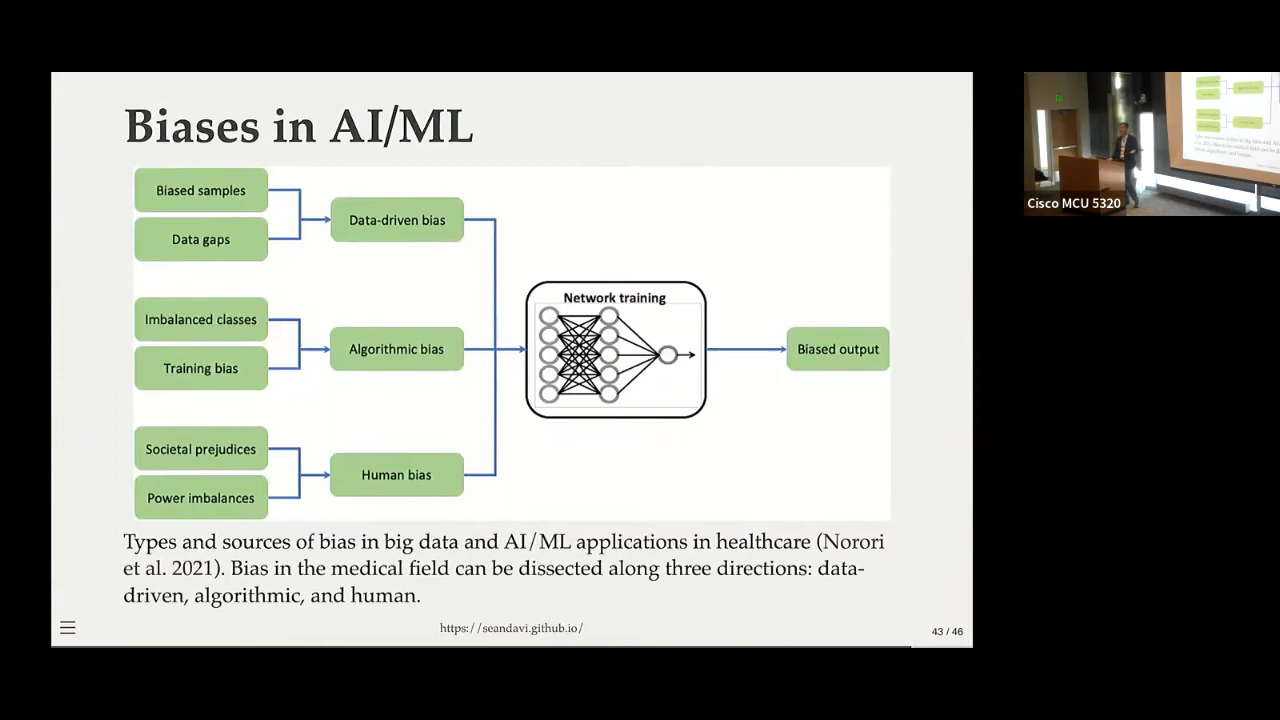 Biases in AI/ML
Biased samples
Data gaps
Data-driven bias
Imbalanced classes
Training bias
Algorithmic bias
Societal prejudices
Power imbalances
Human bias
Network training
Biased output
Types and sources of bias in big data and AI/ML applications in healthcare (Norori
et al. 2021). Bias in the medical field can be dissected along three directions: data-
driven, algorithmic, and human.
https://seandavi.github.io/
43 / 46
Cisco MCU 5320